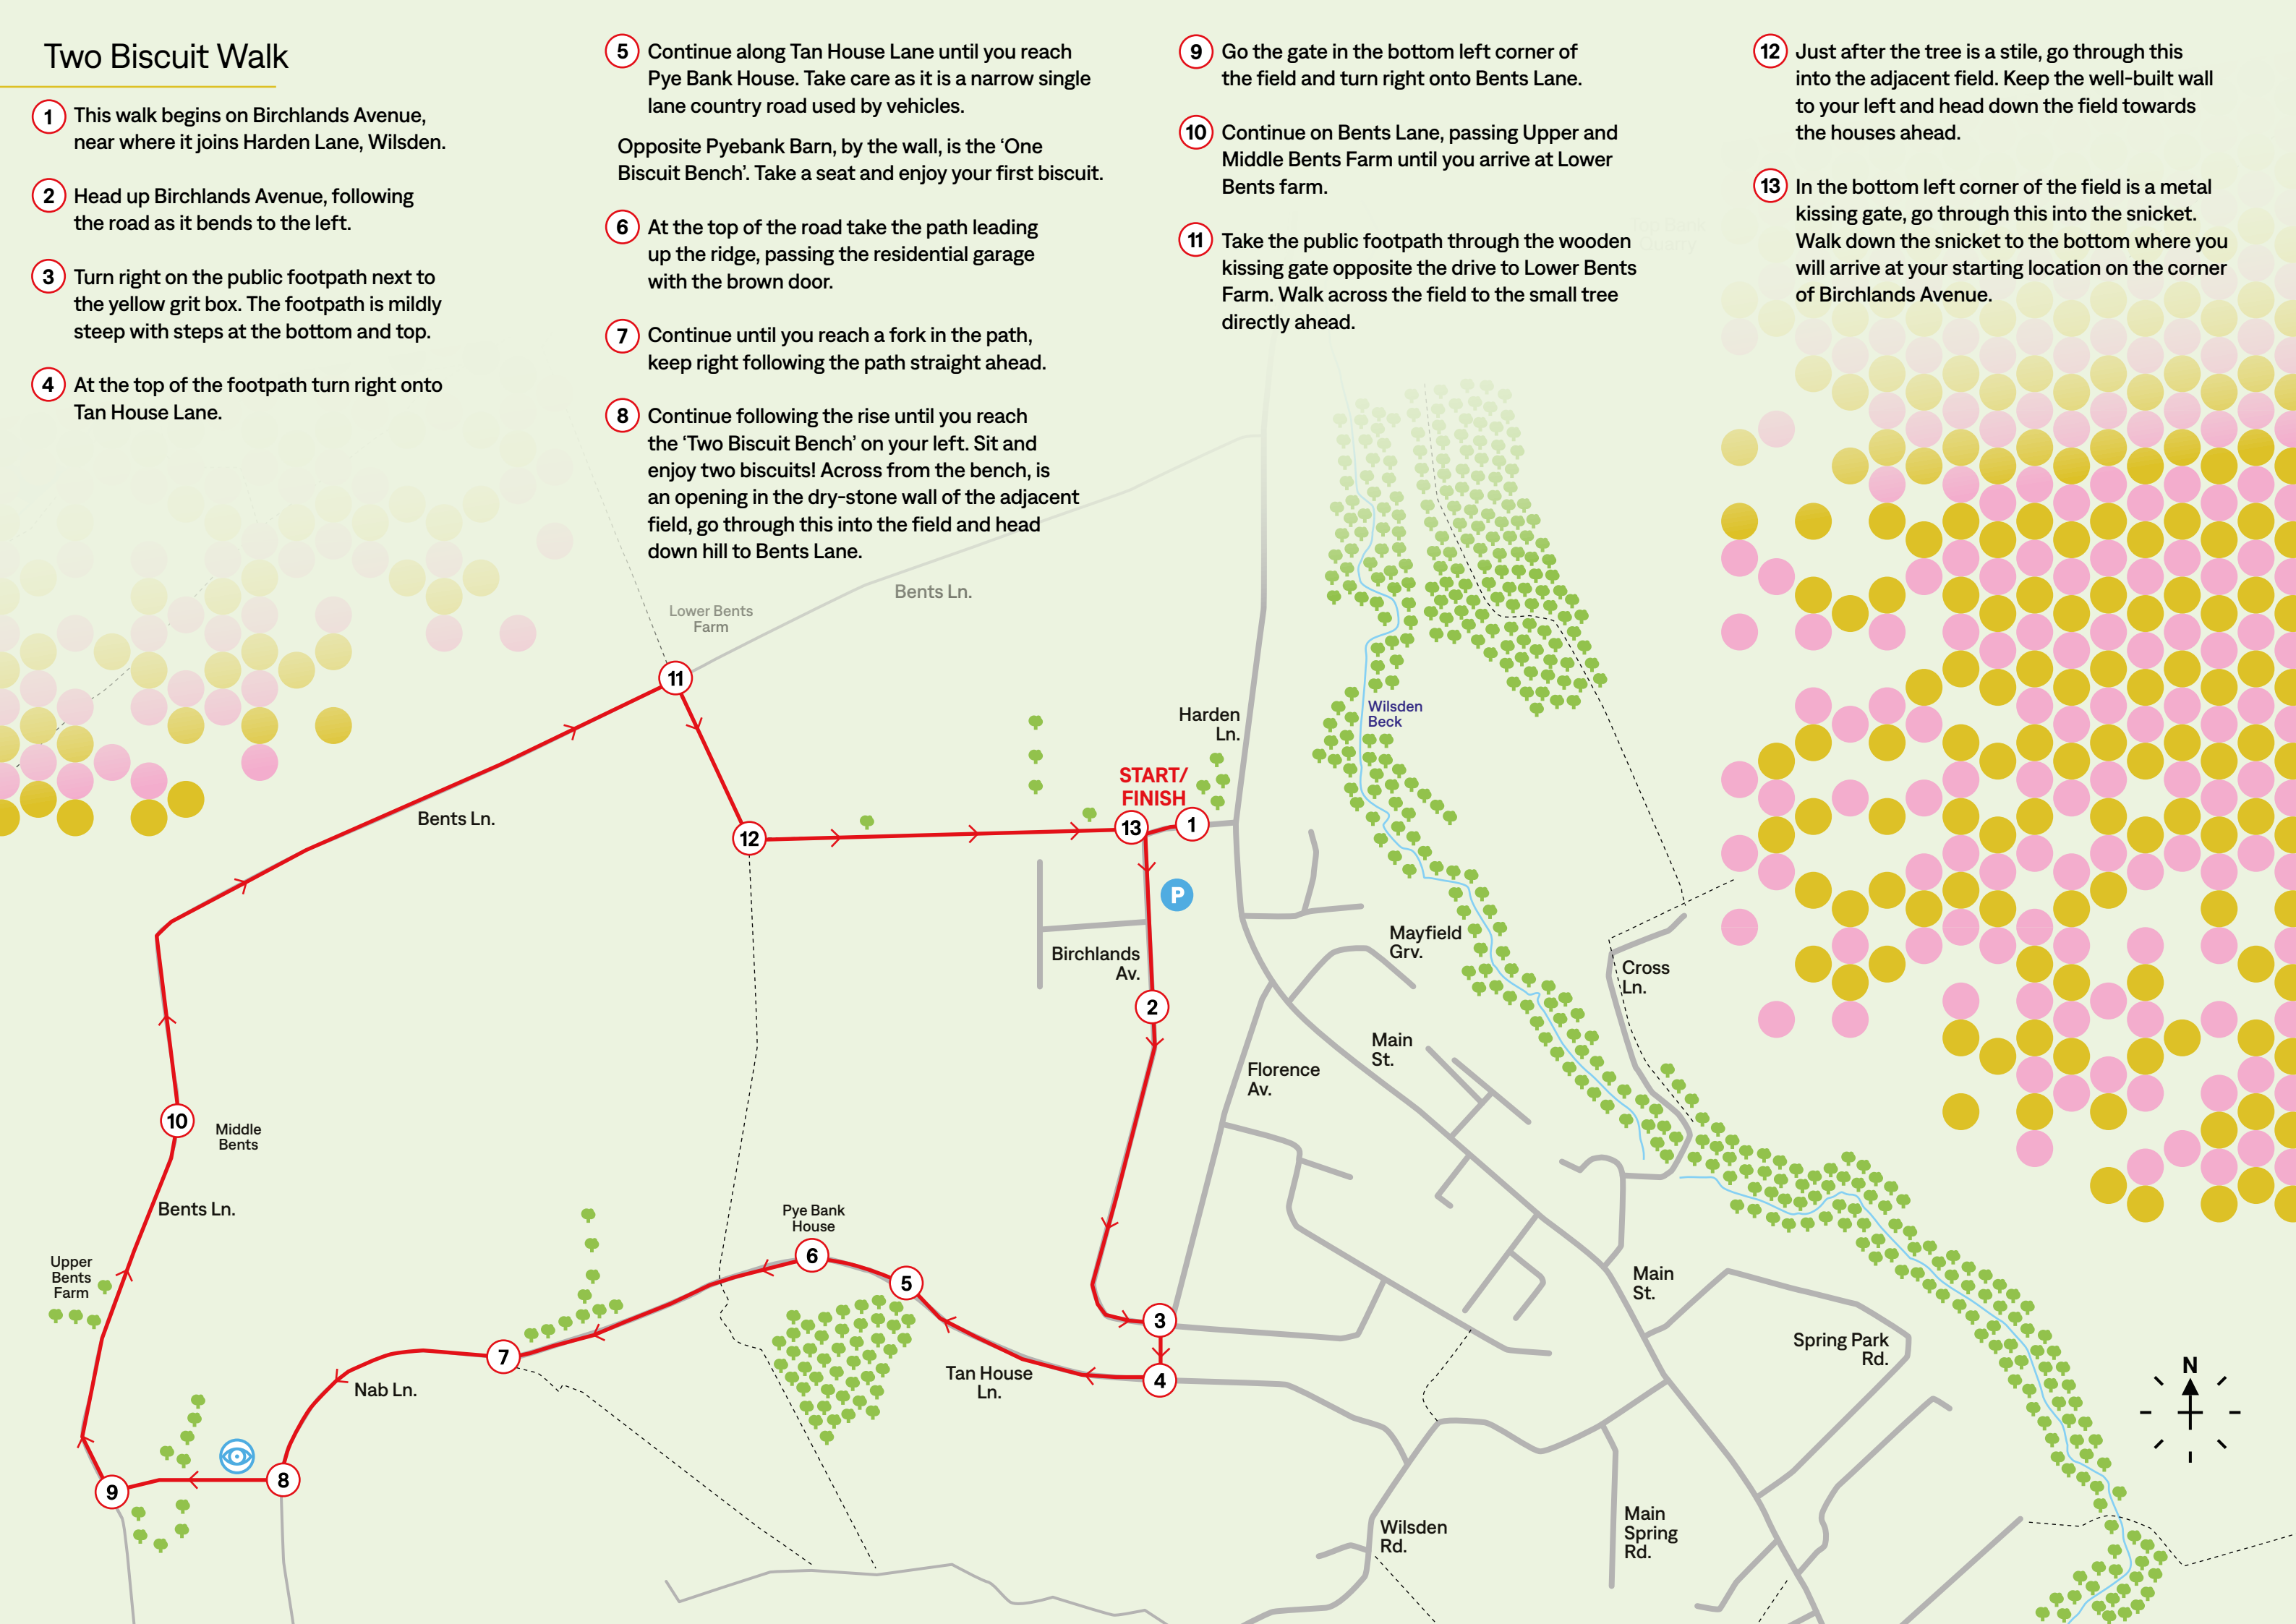 Two Biscuit Walk
1 This walk begins on Birchlands Avenue,
near where it joins Harden Lane, Wilsden.
2 Head up Birchlands Avenue, following
the road as it bends to the left.
3 Turn right on the public footpath next to
the yellow grit box. The footpath is mildly
steep with steps at the bottom and top.
4 At the top of the footpath turn right onto
Tan House Lane.
5 Continue along Tan House Lane until you reach
Pye Bank House. Take care as it is a narrow single
lane country road used by vehicles.
Opposite Pyebank Barn, by the wall, is the ‘One
Biscuit Bench’. Take a seat and enjoy your first biscuit.
6 At the top of the road take the path leading
up the ridge, passing the residential garage
with the brown door.
7 Continue until you reach a fork in the path,
keep right following the path straight ahead.
8 Continue following the rise until you reach
the ‘Two Biscuit Bench’ on your left. Sit and
enjoy two biscuits! Across from the bench, is
an opening in the dry-stone wall of the adjacent
field, go through this into the field and head
down hill to Bents Lane.
9 Go the gate in the bottom left corner of
the field and turn right onto Bents Lane.
10 Continue on Bents Lane, passing Upper and
Middle Bents Farm until you arrive at Lower
Bents farm.
11 Take the public footpath through the wooden
kissing gate opposite the drive to Lower Bents
Farm. Walk across the field to the small tree
directly ahead.
12 Just after the tree is a stile, go through this
into the adjacent field. Keep the well-built wall
to your left and head down the field towards
the houses ahead.
13 In the bottom left corner of the field is a metal
kissing gate, go through this into the snicket.
Walk down the snicket to the bottom where you
will arrive at your starting location on the corner
of Birchlands Avenue.
Bents Ln.
Lower Bents
Farm
11
Harden
Ln.
Wilsden
Beck
START/
FINISH
Bents Ln.
12
13
1
P
Mayfield
Grv.
Birchlands
Av.
Cross
Ln.
2
Main
St.
Florence
Av.
10
Middle
Bents
Bents Ln.
Pye Bank
House
6
5
Upper
Bents
Farm
Main
St.
3
Spring Park
Rd.
7
Tan House
Ln.
4
Nab Ln.
N
8
9
Wilsden
Rd.
Main
Spring
Rd.